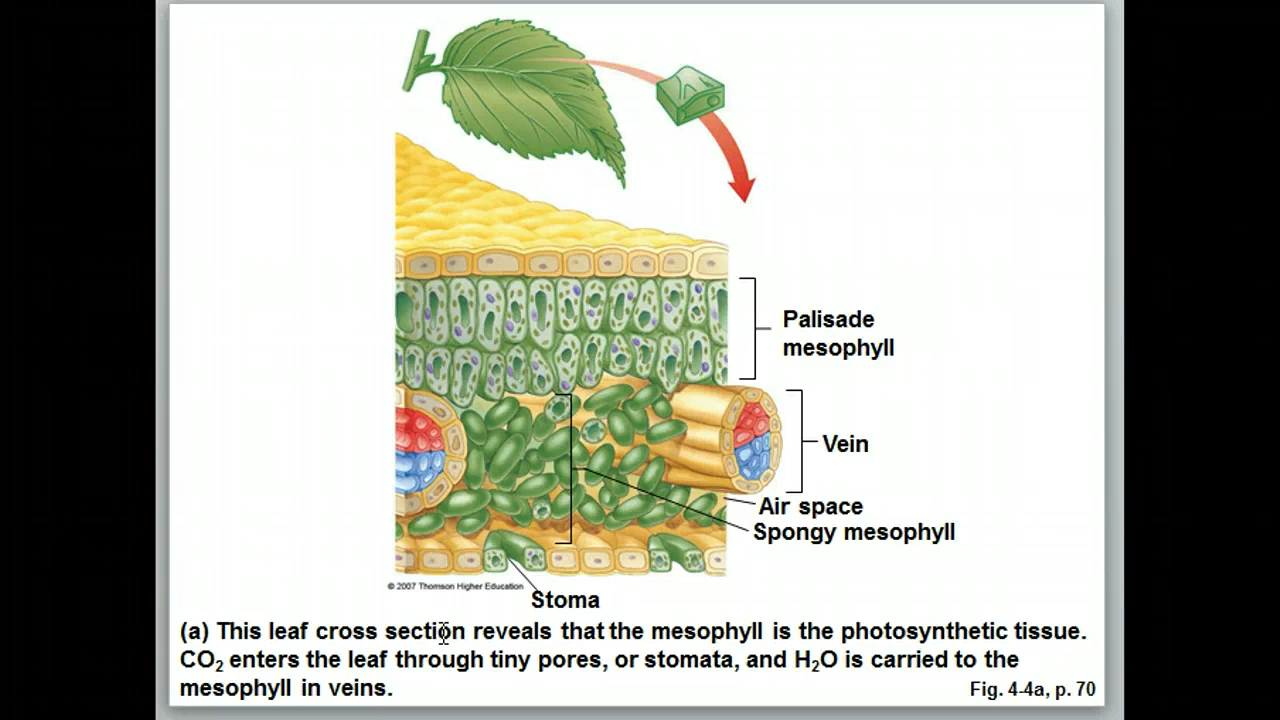 Palisade
mesophyll
Vein
Air space
Spongy mesophyll
© 2007 Thomson Higher Education
Stoma
(a) This leaf cross section reveals that the mesophyll is the photosynthetic tissue.
CO₂ enters the leaf through tiny pores, or stomata, and H₂O is carried to the
mesophyll in veins.
Fig. 4-4a, p. 70